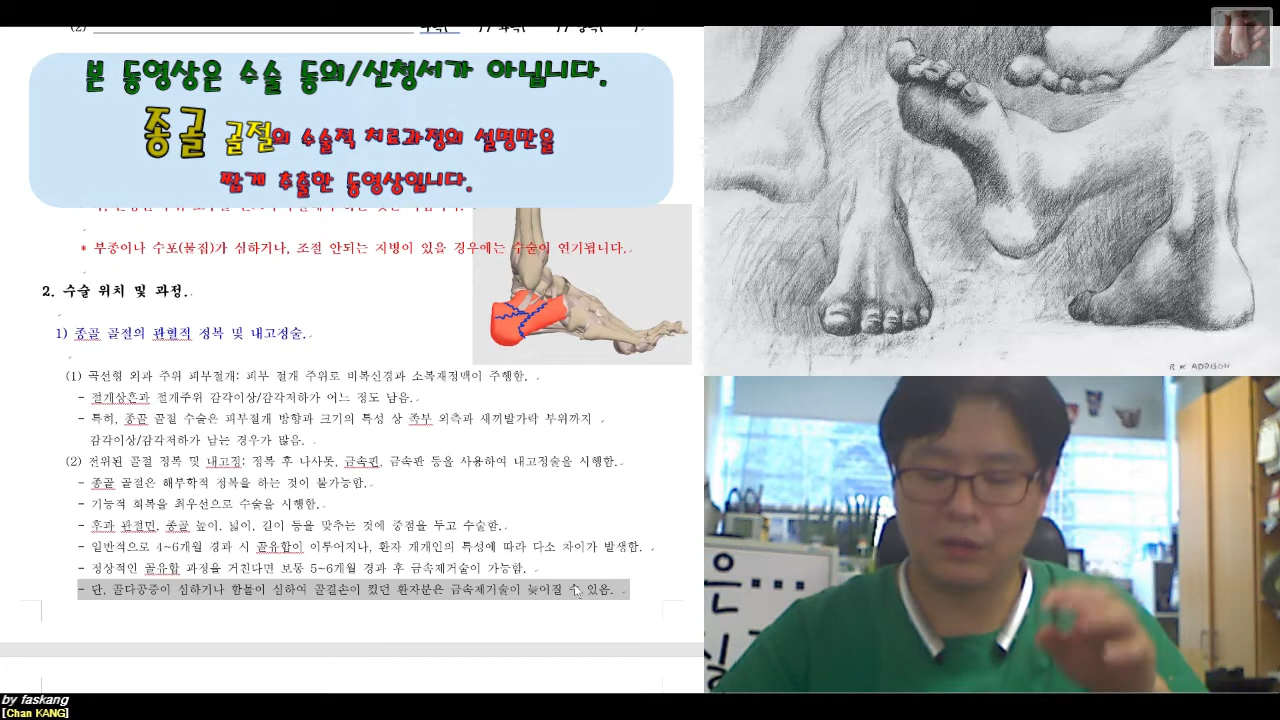 본 동영상은 수술 동의/신청서가 아닙니다.
종골 골절의 수술적 치료과정의 설명만을
짧게 추출한 동영상입니다.
* 부종이나 수포(물집)가 심하거나, 조절 안되는 지병이 있을 경우에는 수술이 연기됩니다.
2. 수술 위치 및 과정.
1) 종골 골절의 관혈적 정복 및 내고정술.
(1) 곡선형 외과 주위 피부절개: 피부 절개 주위로 비복신경과 소복재정맥이 주행함.
- 절개상흔과 절개주위 감각이상/감각저하가 어느 정도 남음.
- 특히, 종골 골절 수술은 피부절개 방향과 크기의 특성 상 족부 외측과 새끼발가락 부위까지
감각이상/감각저하가 남는 경우가 많음.
(2) 전위된 골절 정복 및 내고정: 정복 후 나사못, 금속핀, 금속판 등을 사용하여 내고정술을 시행함.
- 종골 골절은 해부학적 정복을 하는 것이 불가능함.
- 기능적 회복을 최우선으로 수술을 시행함.
- 후과 관절면, 종골 높이, 넓이, 길이 등을 맞추는 것에 중점을 두고 수술함.
- 일반적으로 4~6개월 경과 시 골유합이 이루어지나, 환자 개개인의 특성에 따라 다소 차이가 발생함.
- 정상적인 골유합 과정을 거친다면 보통 5~6개월 경과 후 금속제거술이 가능함.
- 단, 골다공증이 심하거나 함몰이 심하여 골결손이 컸던 환자분은 금속제거술이 늦어질 수 있음.
R.W. ADDISON
by faskang
[Chan KANG]